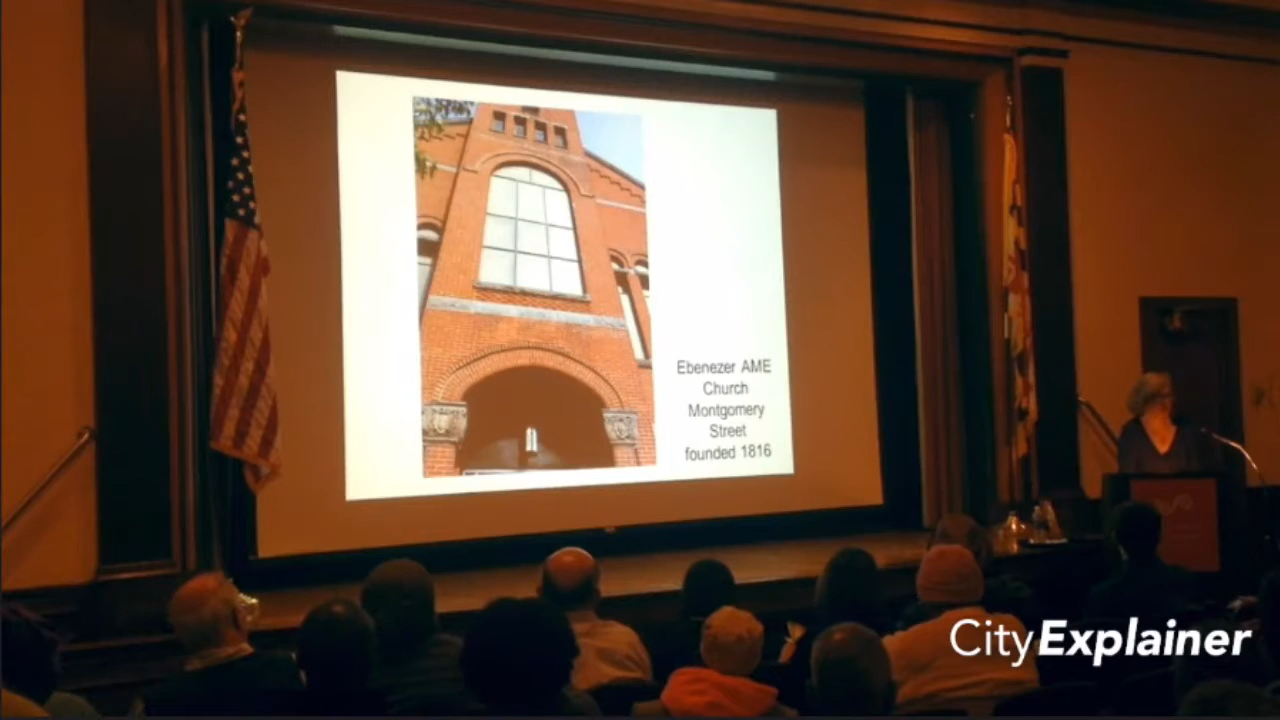 Ebenezer AME
Church
Montgomery
Street
founded 1816
CityExplainer